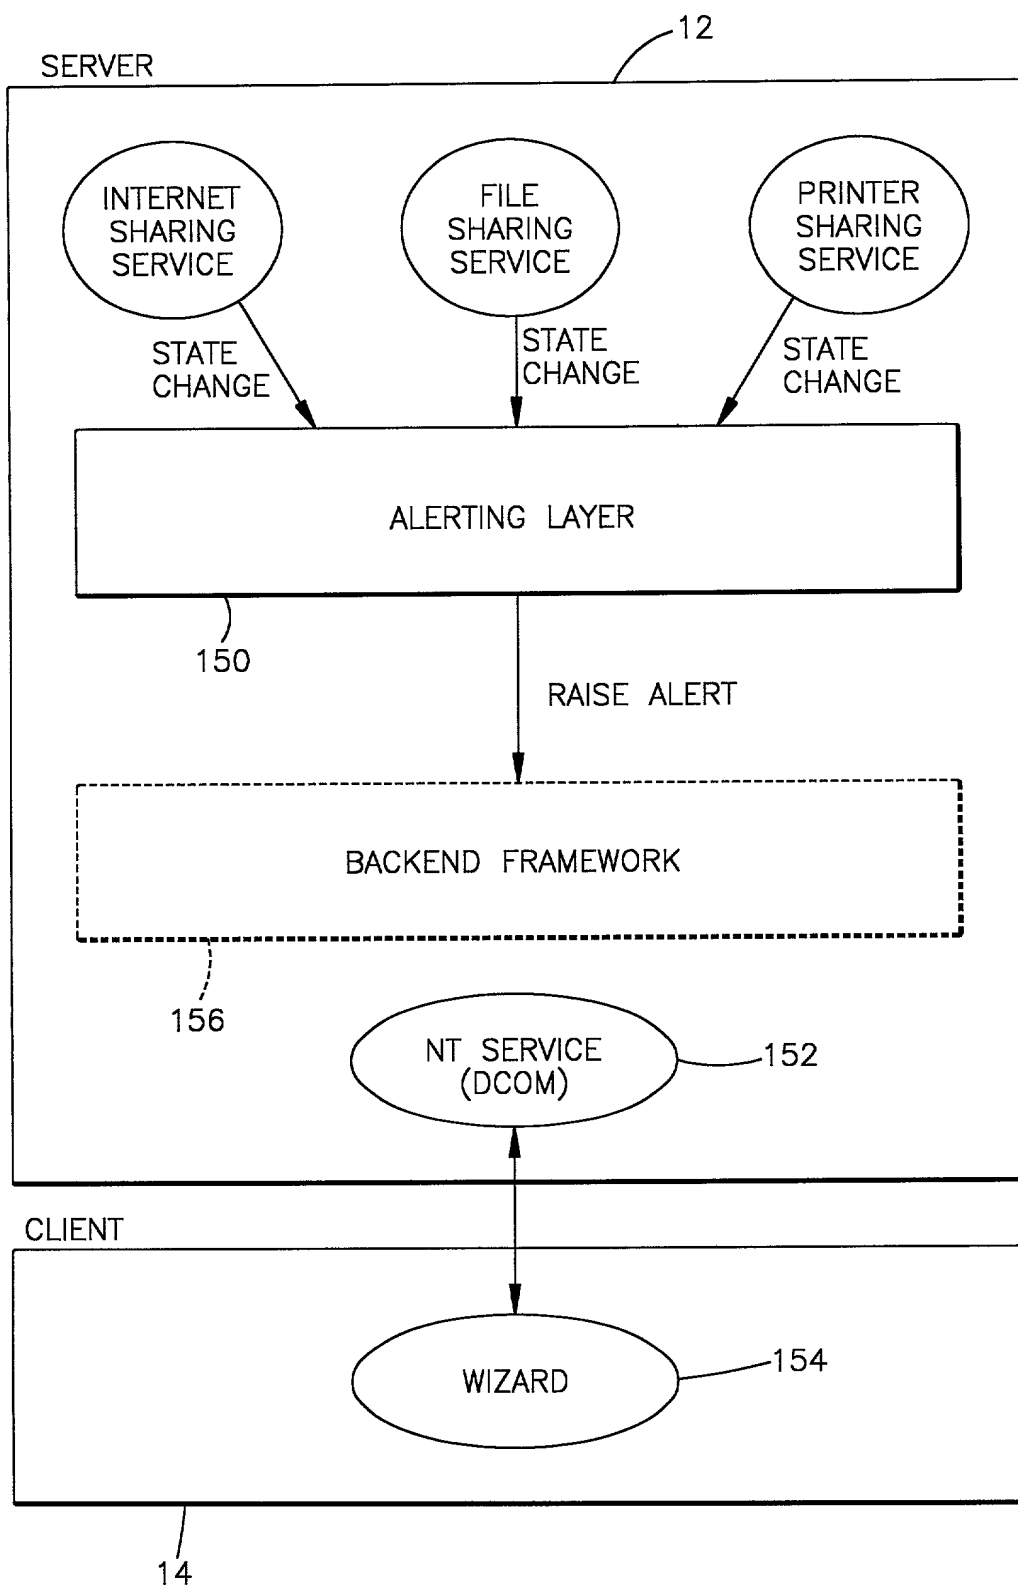 12
SERVER
INTERNET
SHARING
SERVICE
FILE
SHARING
SERVICE
PRINTER
SHARING
SERVICE
STATE
CHANGE
STATE
CHANGE
STATE
CHANGE
ALERTING LAYER
150
RAISE ALERT
BACKEND FRAMEWORK
156
NT SERVICE
(DCOM)
152
CLIENT
WIZARD
154
14